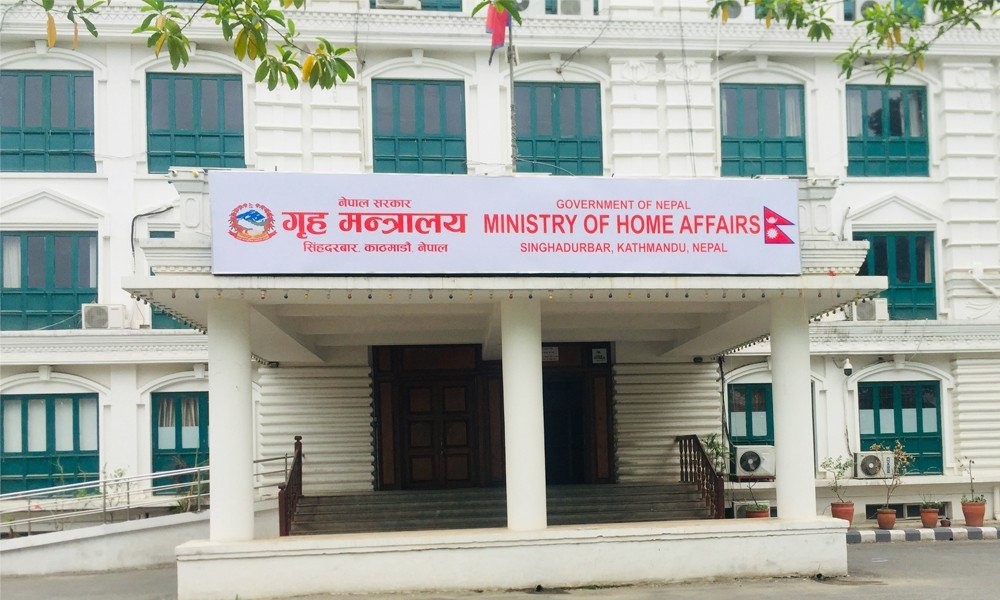 नेपाल सरकार
गृह मन्त्रालय
सिंहदरबार, काठमाडौं, नेपाल
GOVERNMENT OF NEPAL
MINISTRY OF HOME AFFAIRS
SINGHADURBAR, KATHMANDU, NEPAL